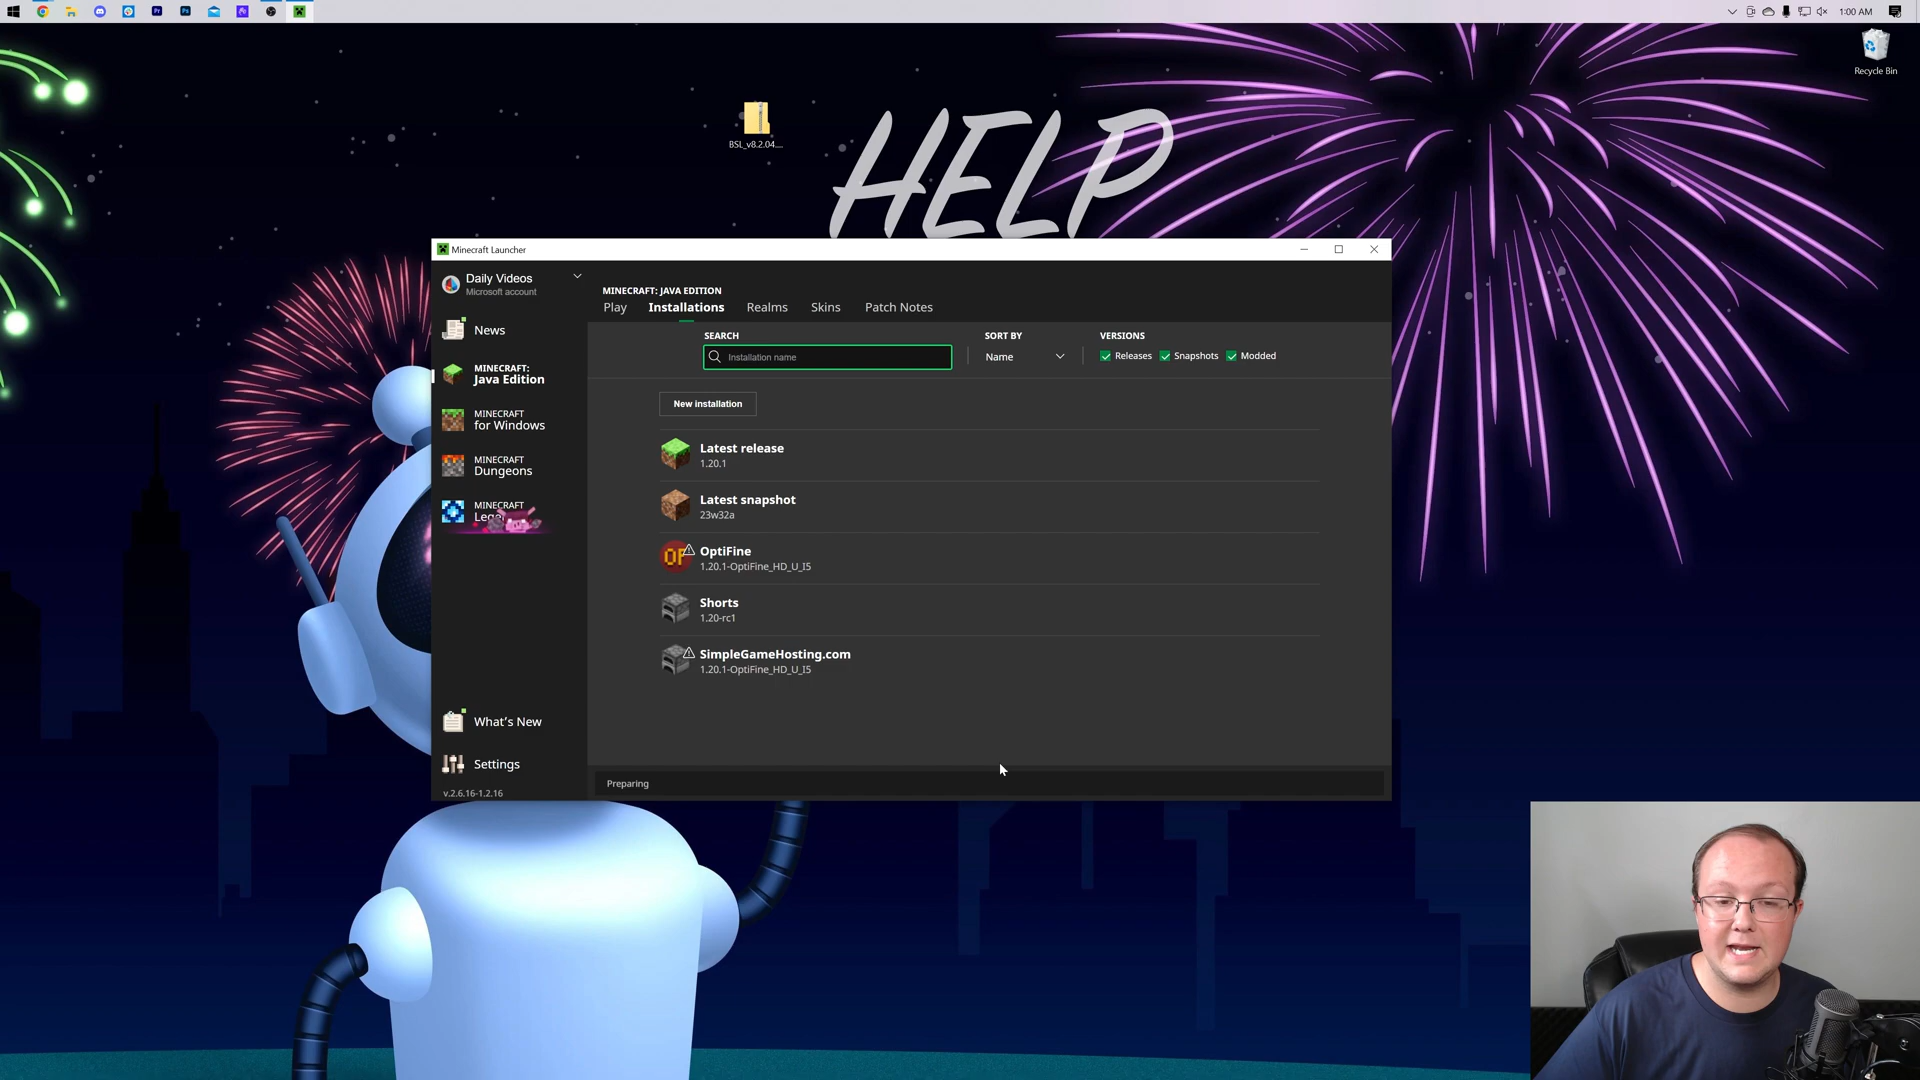 1:00 AM
Recycle Bin
BSL_v8.2.04....
HELP
Minecraft Launcher
Daily Videos
Microsoft account
News
MINECRAFT:
Java Edition
MINECRAFT
for Windows
MINECRAFT
Dungeons
MINECRAFT
What's New
Settings
v.2.6.16-1.2.16
MINECRAFT: JAVA EDITION
Play Installations Realms Skins Patch Notes
SEARCH SORT BY VERSIONS
Installation name Name Releases Snapshots Modded
New installation
Latest release
1.20.1
Latest snapshot
23w32a
OF OptiFine
1.20.1-OptiFine_HD_U_I5
Shorts
1.20-rc1
SimpleGameHosting.com
1.20.1-OptiFine_HD_U_I5
Preparing